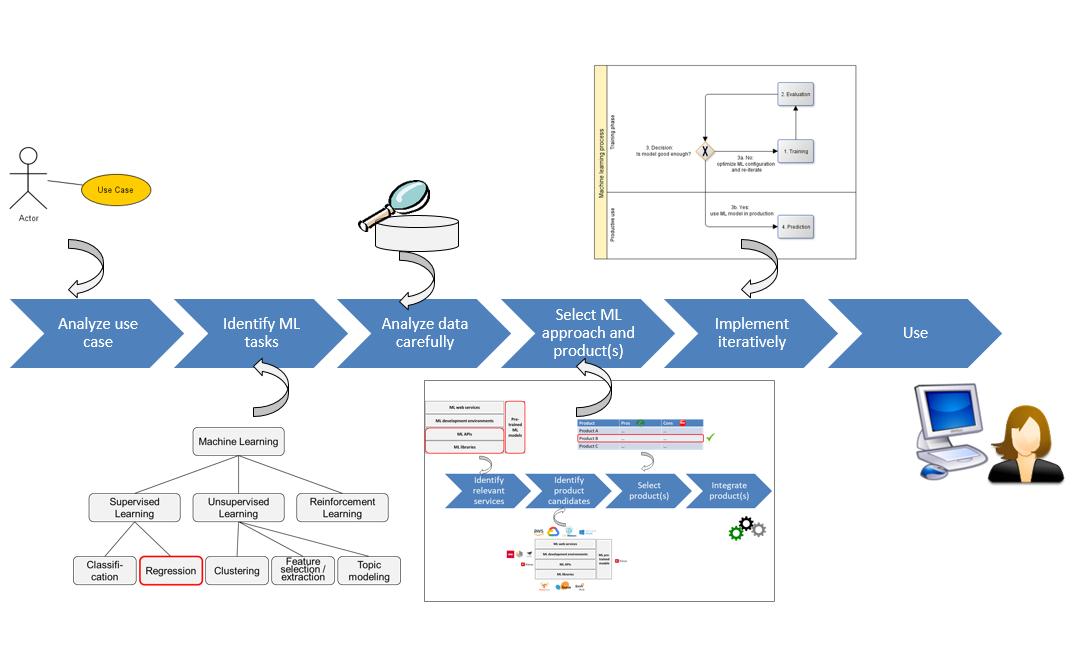 Machine learning process
Training phase
Productive use
2. Evaluation
1. Training
3. Decision:
Is model good enough?
X
3a. No:
optimize ML configuration
and re-iterate
3b. Yes:
use ML model in production
4. Prediction
Use Case
Actor
Analyze use
case
Identify ML
tasks
Analyze data
carefully
Select ML
approach and
product(s)
Implement
iteratively
Use
Machine Learning
Supervised
Learning
Unsupervised
Learning
Reinforcement
Learning
Classifi-
cation
Regression
Clustering
Feature
selection /
extraction
Topic
modeling
ML web services
ML development environments
ML APIs
ML libraries
Pre-
trained
ML
models
Product Pros Cons
Product A ... ...
Product B ... ...
Product C ... ...
Identify
relevant
services
Identify
product
candidates
Select
product(s)
Integrate
product(s)
aws
ML web services
ML development environments
ML APIs
ML libraries
ML pre-
trained
models